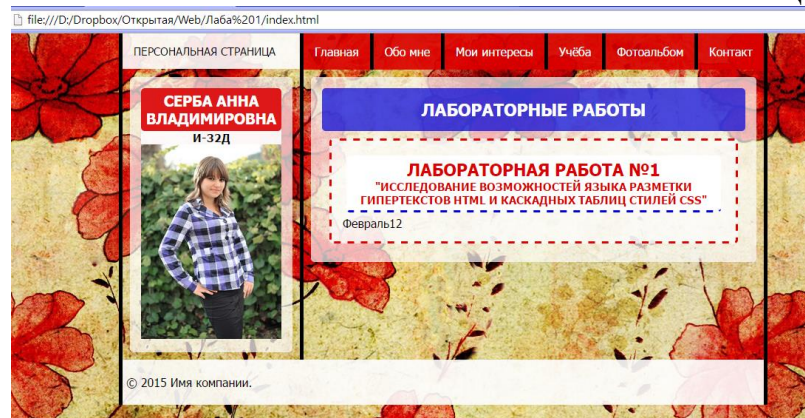 file:///D:/Dropbox/Открытая/Web/Лаба%201/index.html
ПЕРСОНАЛЬНАЯ СТРАНИЦА
Главная
Обо мне
Мои интересы
Учёба
Фотоальбом
Контакт
СЕРБА АННА
ВЛАДИМИРОВНА
И-32Д
ЛАБОРАТОРНЫЕ РАБОТЫ
ЛАБОРАТОРНАЯ РАБОТА №1
"ИССЛЕДОВАНИЕ ВОЗМОЖНОСТЕЙ ЯЗЫКА РАЗМЕТКИ
ГИПЕРТЕКСТОВ HTML И КАСКАДНЫХ ТАБЛИЦ СТИЛЕЙ CSS"
Февраль12
© 2015 Имя компании.